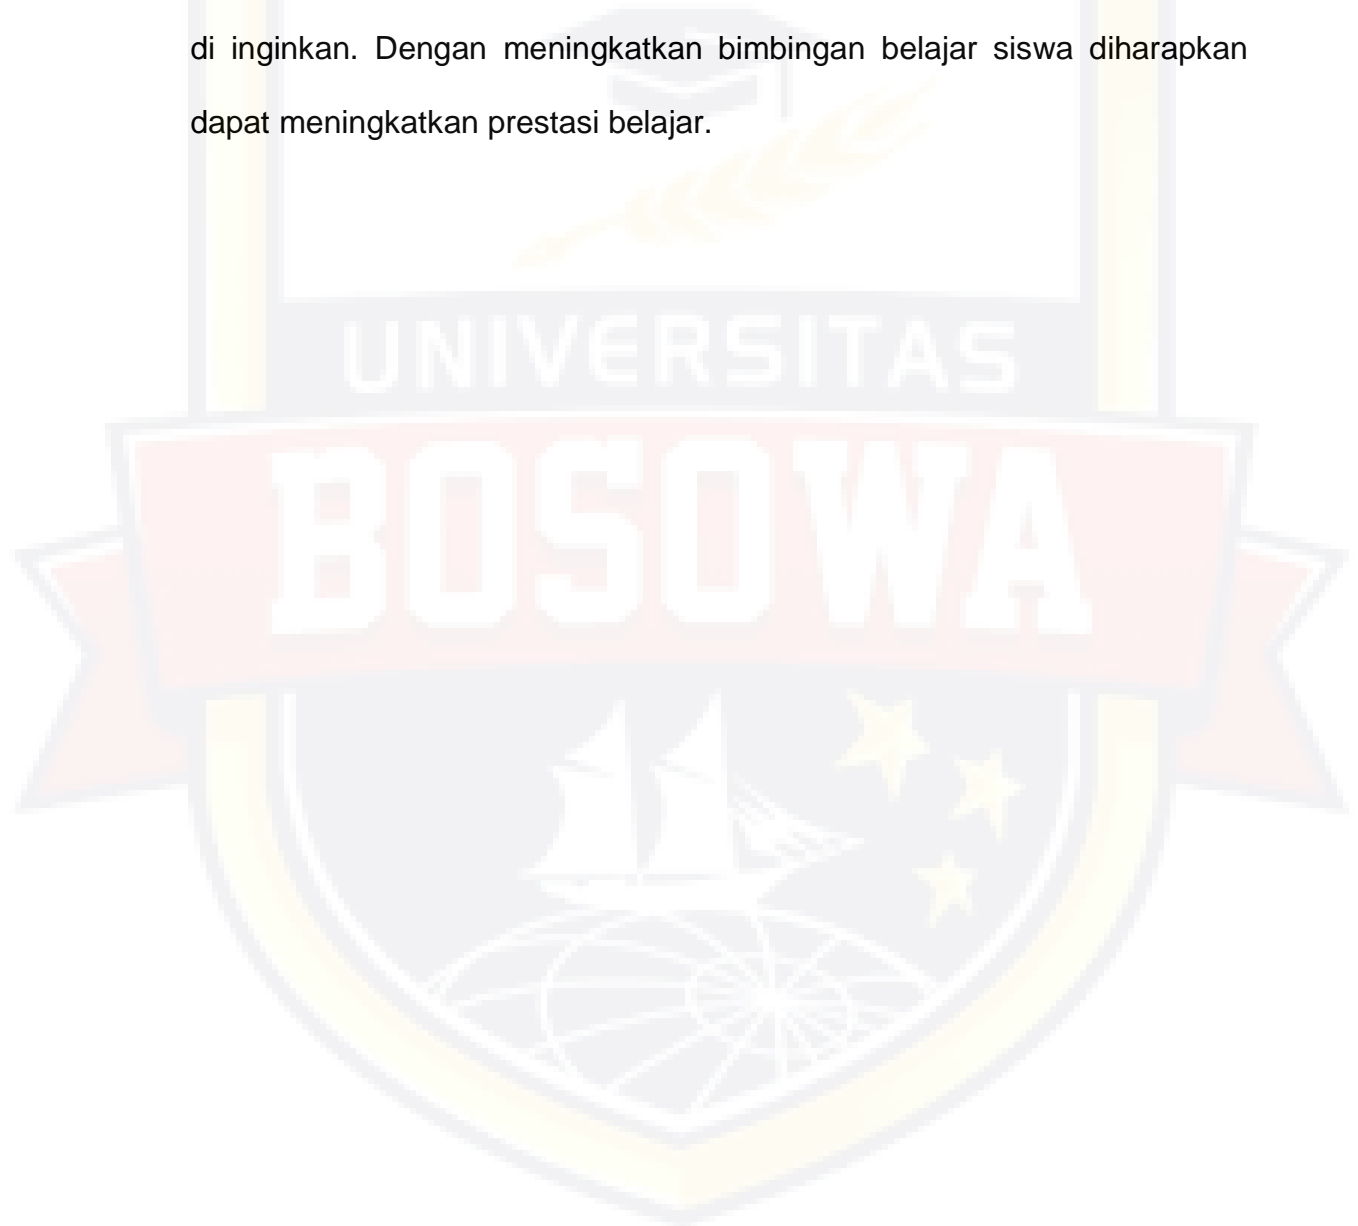 di inginkan. Dengan meningkatkan bimbingan belajar siswa diharapkan
dapat meningkatkan prestasi belajar.
UNIVERSITAS
BOSOWA